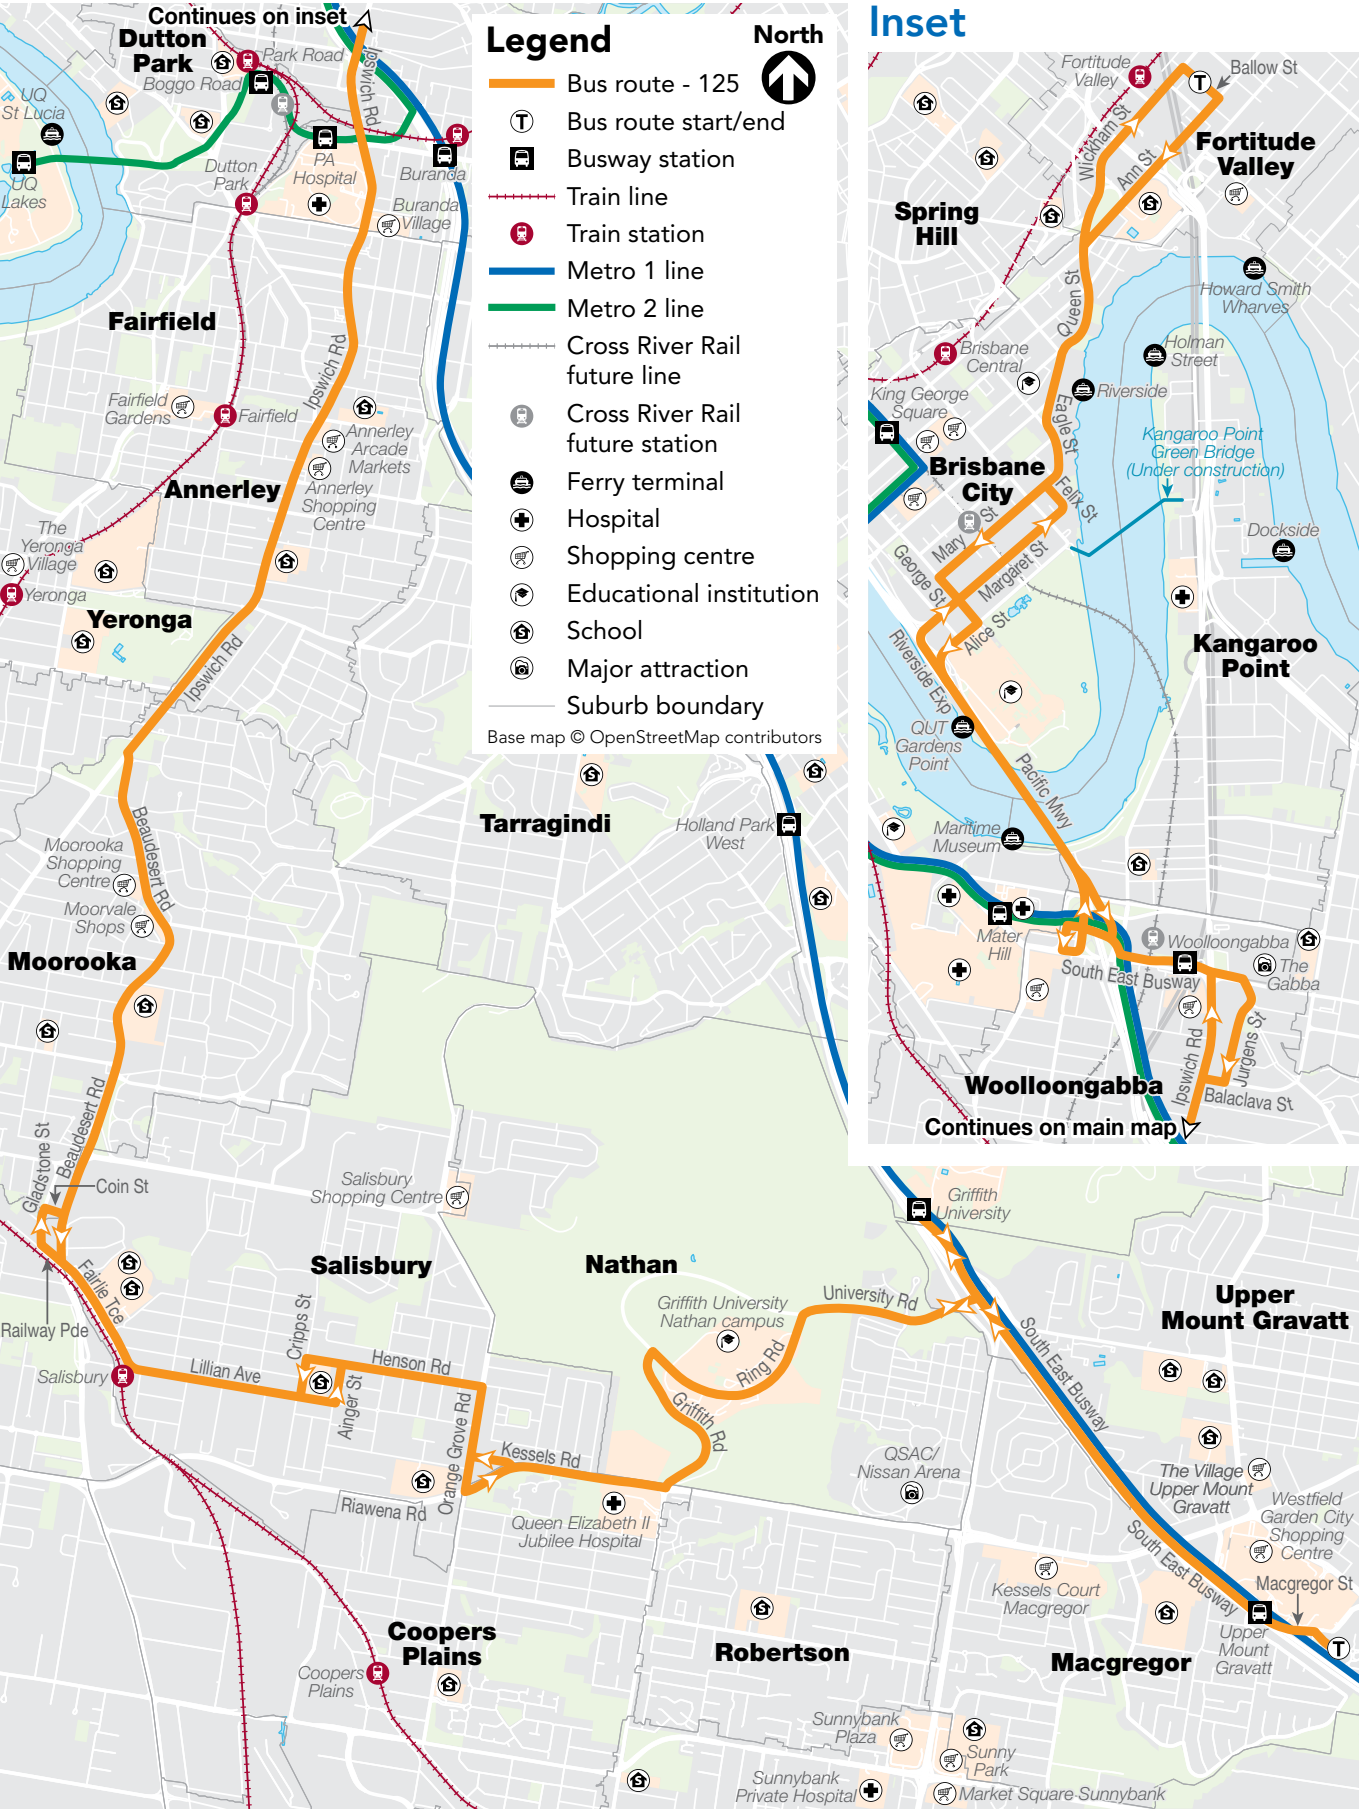 Continues on inset
Dutton
Park
Park Road
Boggo Road
Ipswich Rd
UQ
St Lucia
UQ
Lakes
Dutton
Park
PA
Hospital
Buranda
Buranda
Village
Fairfield
Ipswich Rd
Fairfield
Gardens
Fairfield
Annerley
Arcade
Markets
Annerley
Annerley
Shopping
Centre
The
Yeronga
Village
Yeronga
Yeronga
Ipswich Rd
Legend
North
Bus route - 125
Bus route start/end
Busway station
Train line
Train station
Metro 1 line
Metro 2 line
Cross River Rail
future line
Cross River Rail
future station
Ferry terminal
Hospital
Shopping centre
Educational institution
School
Major attraction
Suburb boundary
Base map © OpenStreetMap contributors
Inset
Fortitude
Valley
Ballow St
Wickham St
Ann St
Fortitude
Valley
Spring
Hill
Queen St
Howard Smith
Wharves
Holman
Street
Brisbane
Central
King George
Square
Riverside
Eagle St
Kangaroo Point
Green Bridge
(Under construction)
Brisbane
City
Felix St
Mary St
Margaret St
George St
Alice St
Dockside
Kangaroo
Point
Riverside Exp
QUT
Gardens
Point
Pacific Mwy
Maritime
Museum
Mater
Hill
Woolloongabba
The
Gabba
South East Busway
Ipswich Rd
Jurgens St
Balaclava St
Woolloongabba
Continues on main map
Tarragindi
Holland Park
West
Beaudesert Rd
Moorooka
Shopping
Centre
Moorvale
Shops
Moorooka
Beaudesert Rd
Gladstone St
Coin St
Fairlie Tce
Railway Pde
Salisbury
Salisbury
Shopping Centre
Salisbury
Cripps St
Lillian Ave
Henson Rd
Ainger St
Orange Grove Rd
Kessels Rd
Riawena Rd
Queen Elizabeth II
Jubilee Hospital
Nathan
Griffith University
Nathan campus
University Rd
Ring Rd
Griffith Rd
Griffith
University
South East Busway
Upper
Mount Gravatt
QSAC/
Nissan Arena
The Village
Upper Mount
Gravatt
Westfield
Garden City
Shopping
Centre
South East Busway
Macgregor St
Kessels Court
Macgregor
Upper
Mount
Gravatt
Macgregor
Robertson
Coopers
Plains
Coopers
Plains
Sunnybank
Plaza
Sunny
Park
Sunnybank
Private Hospital
Market Square-Sunnybank